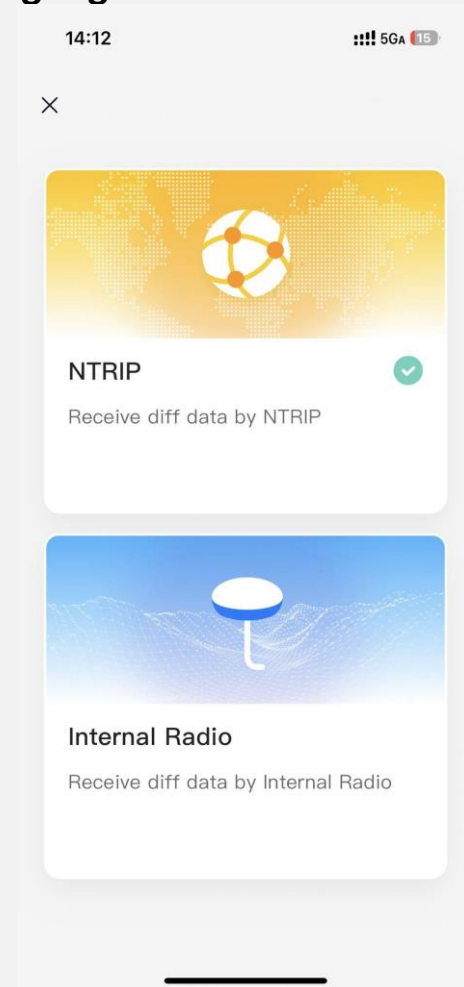 14:12 5GA 15
NTRIP
Receive diff data by NTRIP
Internal Radio
Receive diff data by Internal Radio